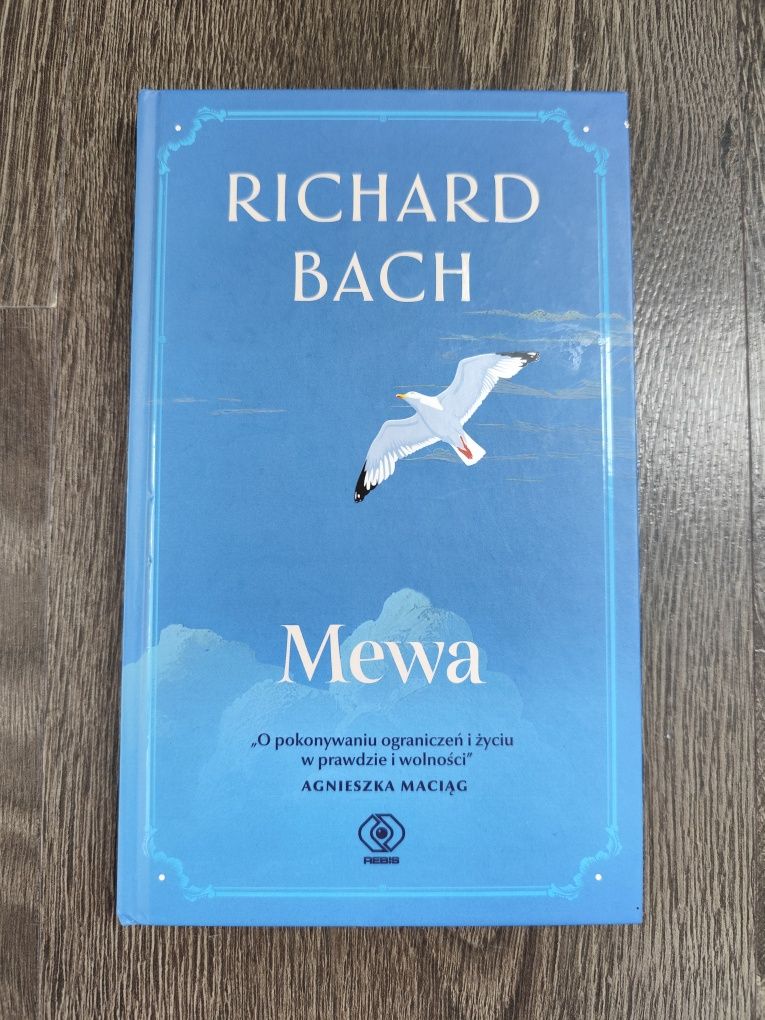 RICHARD
BACH
Mewa
„O pokonywaniu ograniczeń i życiu
w prawdzie i wolności”
AGNIESZKA MACIĄG
REBIS